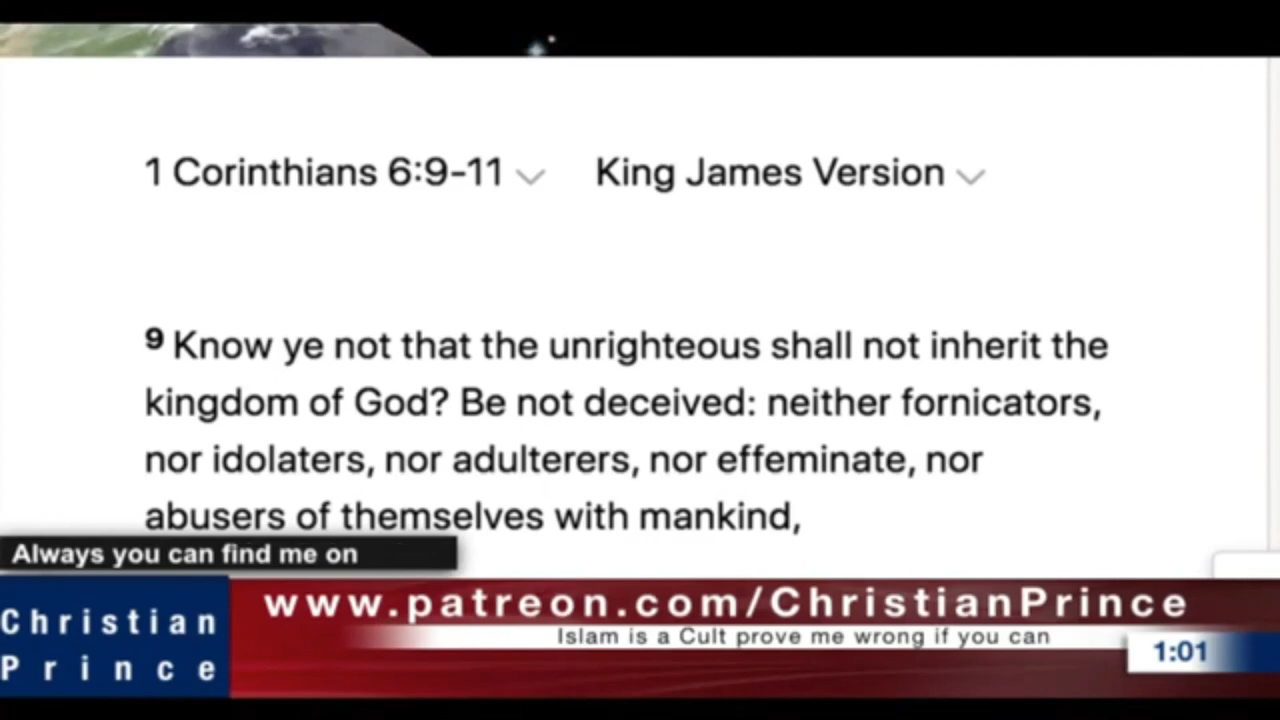 1 Corinthians 6:9-11 King James Version
9 Know ye not that the unrighteous shall not inherit the
kingdom of God? Be not deceived: neither fornicators,
nor idolaters, nor adulterers, nor effeminate, nor
abusers of themselves with mankind,
Always you can find me on
Christian
Prince
www.patreon.com/ChristianPrince
Islam is a Cult prove me wrong if you can
1:01